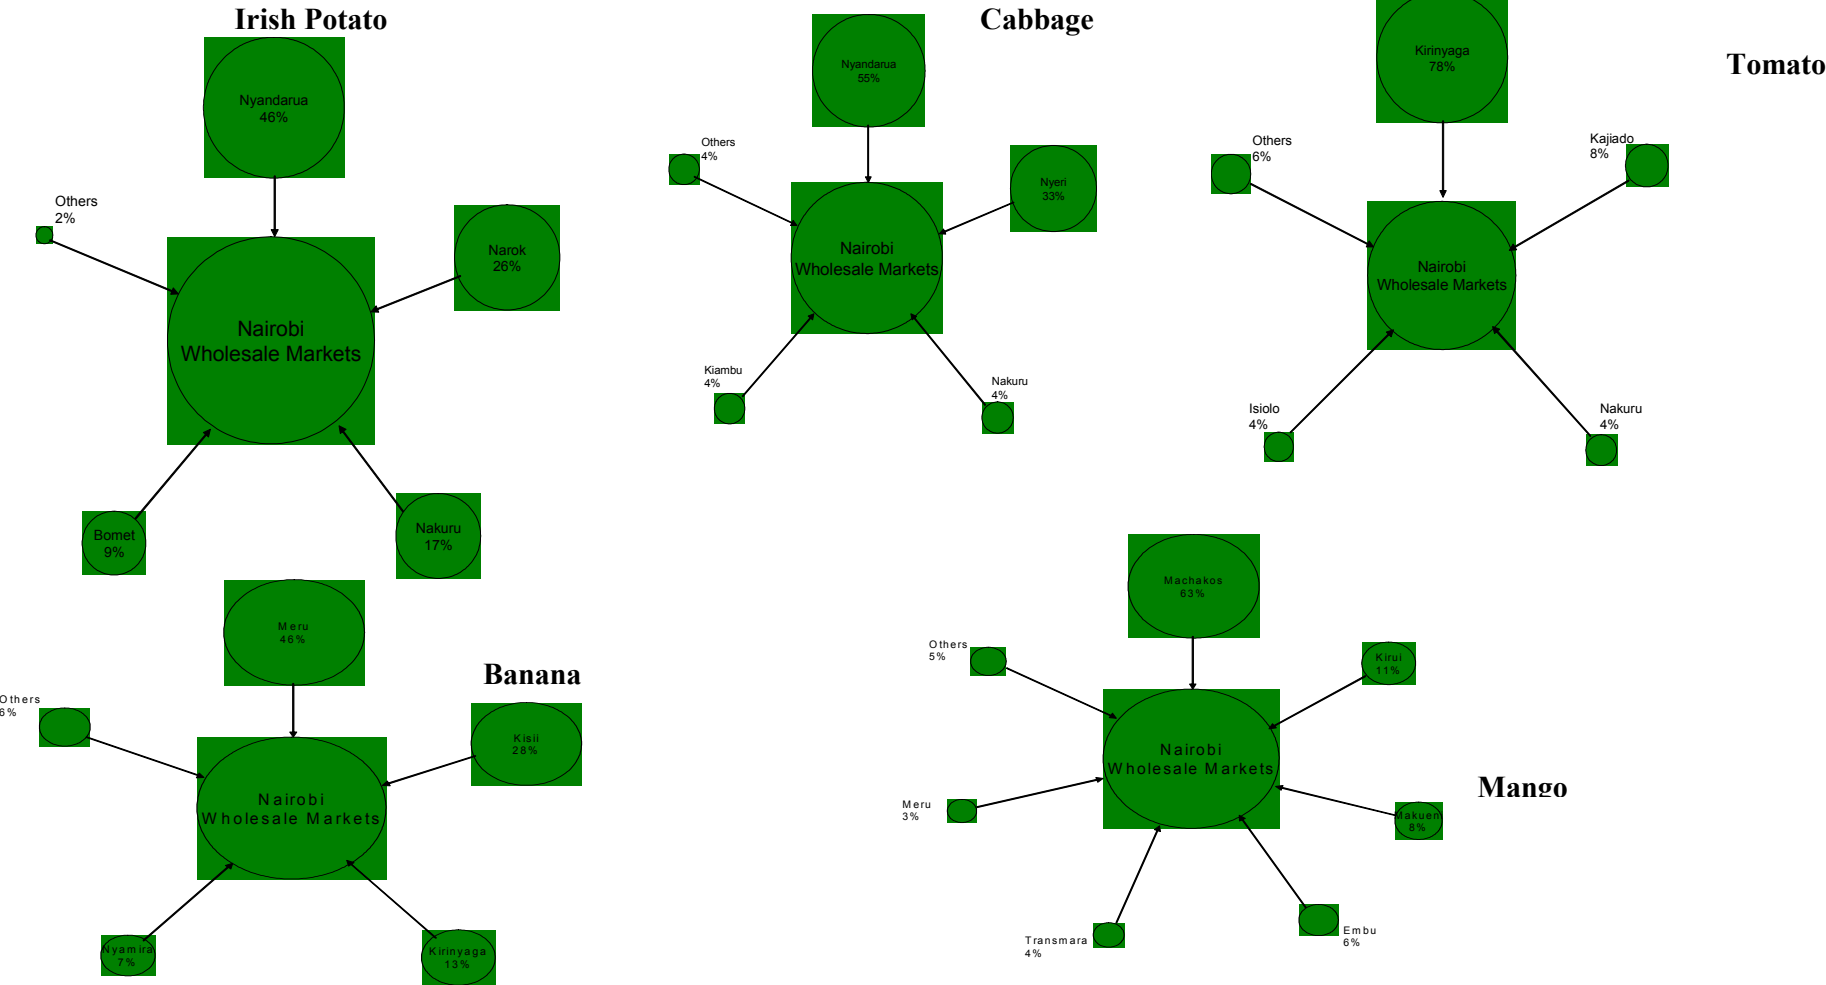 Irish Potato
Nyandarua
46%
Others
2%
Narok
26%
Nairobi
Wholesale Markets
Bomet
9%
Nakuru
17%
Cabbage
Nyandarua
55%
Others
4%
Nyeri
33%
Nairobi
Wholesale Markets
Kiambu
4%
Nakuru
4%
Tomato
Kirinyaga
78%
Others
6%
Kajiado
8%
Nairobi
Wholesale Markets
Isiolo
4%
Nakuru
4%
Banana
Meru
46%
Others
6%
Kisii
28%
Nairobi
Wholesale Markets
Nyamira
7%
Kirinyaga
13%
Mango
Machakos
63%
Others
5%
Kirui
11%
Nairobi
Wholesale Markets
Meru
3%
Makueni
8%
Transmara
4%
Embu
6%